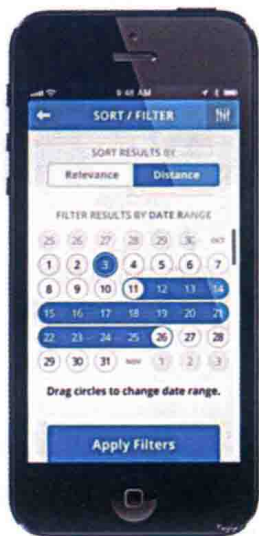 9:48 AM
SORT / FILTER
SORT RESULTS BY
Relevance Distance
FILTER RESULTS BY DATE RANGE
25 26 27 28 29 30 OCT
1 2 3 4 5 6 7
8 9 10 11 12 13 14
15 16 17 18 19 20 21
22 23 24 25 26 27 28
29 30 31 NOV 1 2 3
Drag circles to change date range.
Apply Filters